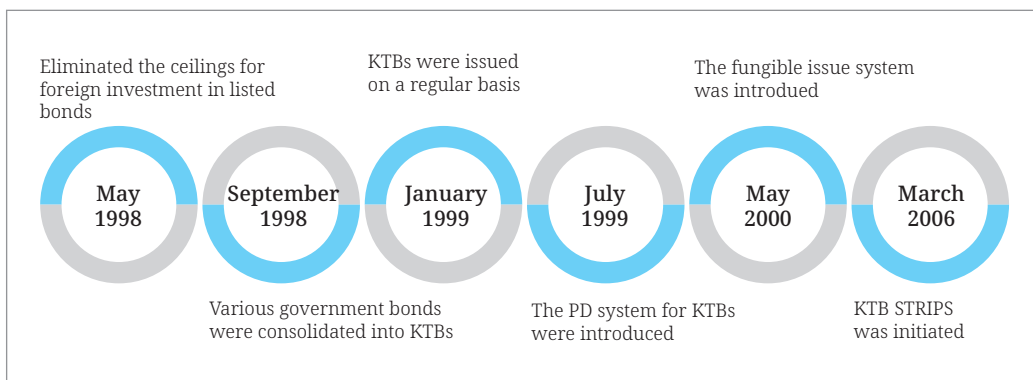 Eliminated the ceilings for
foreign investment in listed
bonds
May
1998
September
1998
Various government bonds
were consolidated into KTBs
KTBs were issued
on a regular basis
January
1999
July
1999
The PD system for KTBs
were introduced
The fungible issue system
was introdued
May
2000
March
2006
KTB STRIPS
was initiated